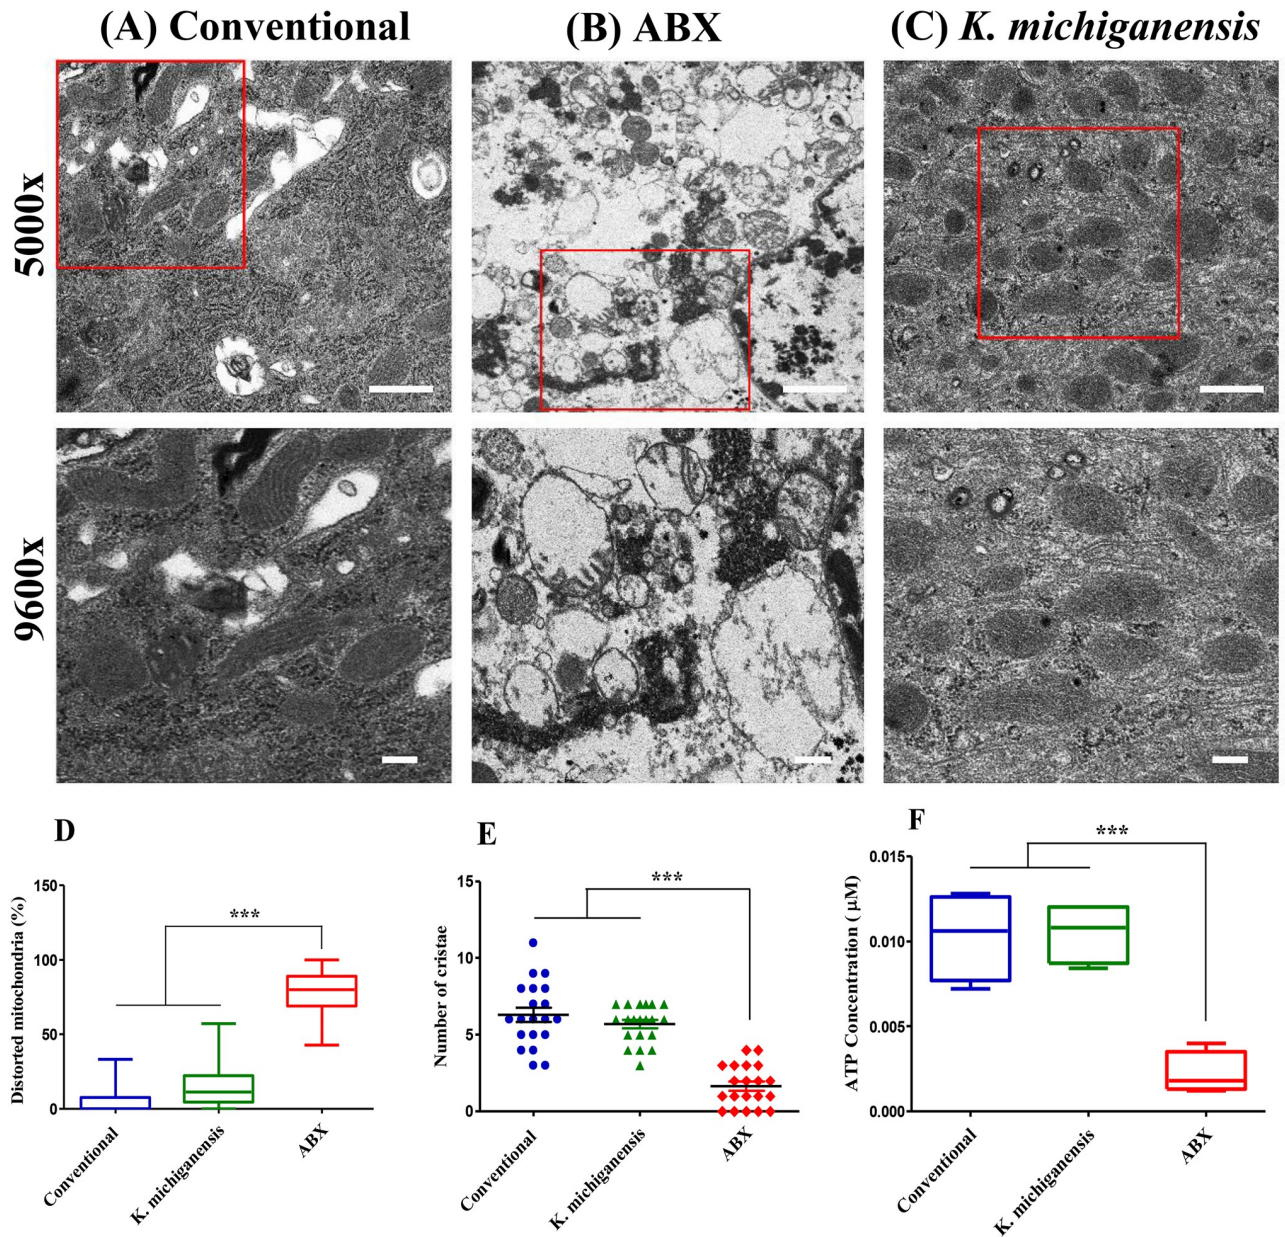 (A) Conventional
(B) ABX
(C) K. michiganensis
5000x
9600x
D
Distorted mitochondria (%)
150
100
50
0
***
Conventional
K. michiganensis
ABX
E
Number of cristae
15
10
5
0
***
Conventional
K. michiganensis
ABX
F
ATP Concentration ( μM)
0.015
0.010
0.005
0.000
***
Conventional
K. michiganensis
ABX